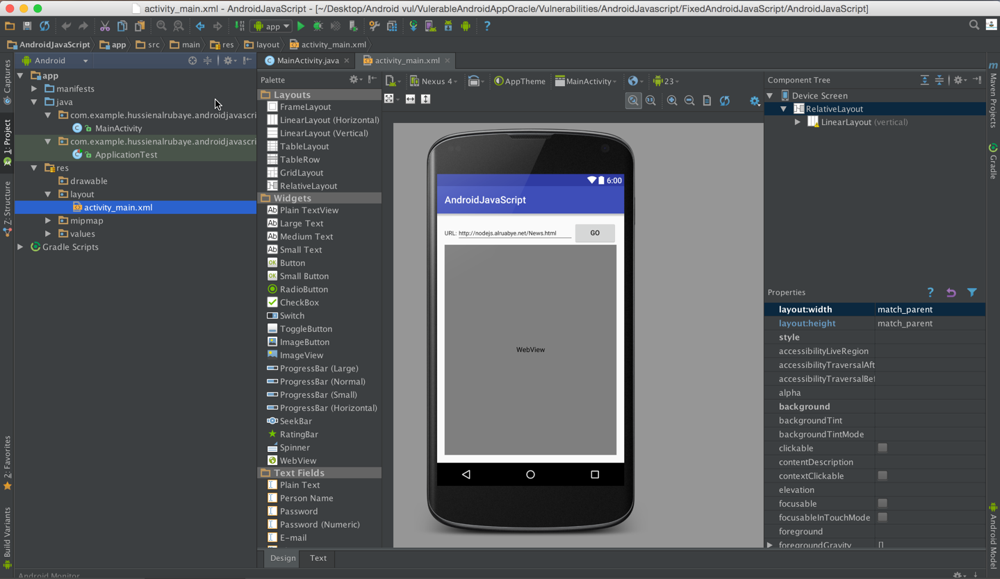 activity_main.xml - AndroidJavaScript - [~/Desktop/Android vul/VulerableAndroidAppOracle/Vulnerabilities/AndroidJavascript/FixedAndroidJavaScript/AndroidJavaScript]
app
AndroidJavaScript app src main res layout activity_main.xml
Captures
1: Project
Z: Structure
2: Favorites
Build Variants
Android
app
manifests
java
com.example.hussienalrubaye.androidjavascri
MainActivity
com.example.hussienalrubaye.androidjavascri
ApplicationTest
res
drawable
layout
activity_main.xml
mipmap
values
Gradle Scripts
MainActivity.java activity_main.xml
Palette
Layouts
FrameLayout
LinearLayout (Horizontal)
LinearLayout (Vertical)
TableLayout
TableRow
GridLayout
RelativeLayout
Widgets
Ab Plain TextView
Ab Large Text
Ab Medium Text
Ab Small Text
OK Button
OK Small Button
RadioButton
CheckBox
Switch
ToggleButton
ImageButton
ImageView
ProgressBar (Large)
ProgressBar (Normal)
ProgressBar (Small)
ProgressBar (Horizontal)
SeekBar
RatingBar
Spinner
WebView
Text Fields
Plain Text
Person Name
Password
Password (Numeric)
E-mail
Nexus 4 AppTheme MainActivity 23
6:00
AndroidJavaScript
URL: http://nodejs.alruabye.net/News.html GO
WebView
Design Text
Component Tree
Device Screen
RelativeLayout
LinearLayout (vertical)
Properties ?
layout:width match_parent
layout:height match_parent
style
accessibilityLiveRegion
accessibilityTraversalAft
accessibilityTraversalBe
alpha
background
backgroundTint
backgroundTintMode
clickable
contentDescription
contextClickable
elevation
focusable
focusableInTouchMode
foreground
foregroundGravity []
m Maven Projects
Gradle
Android Model
Android Monitor